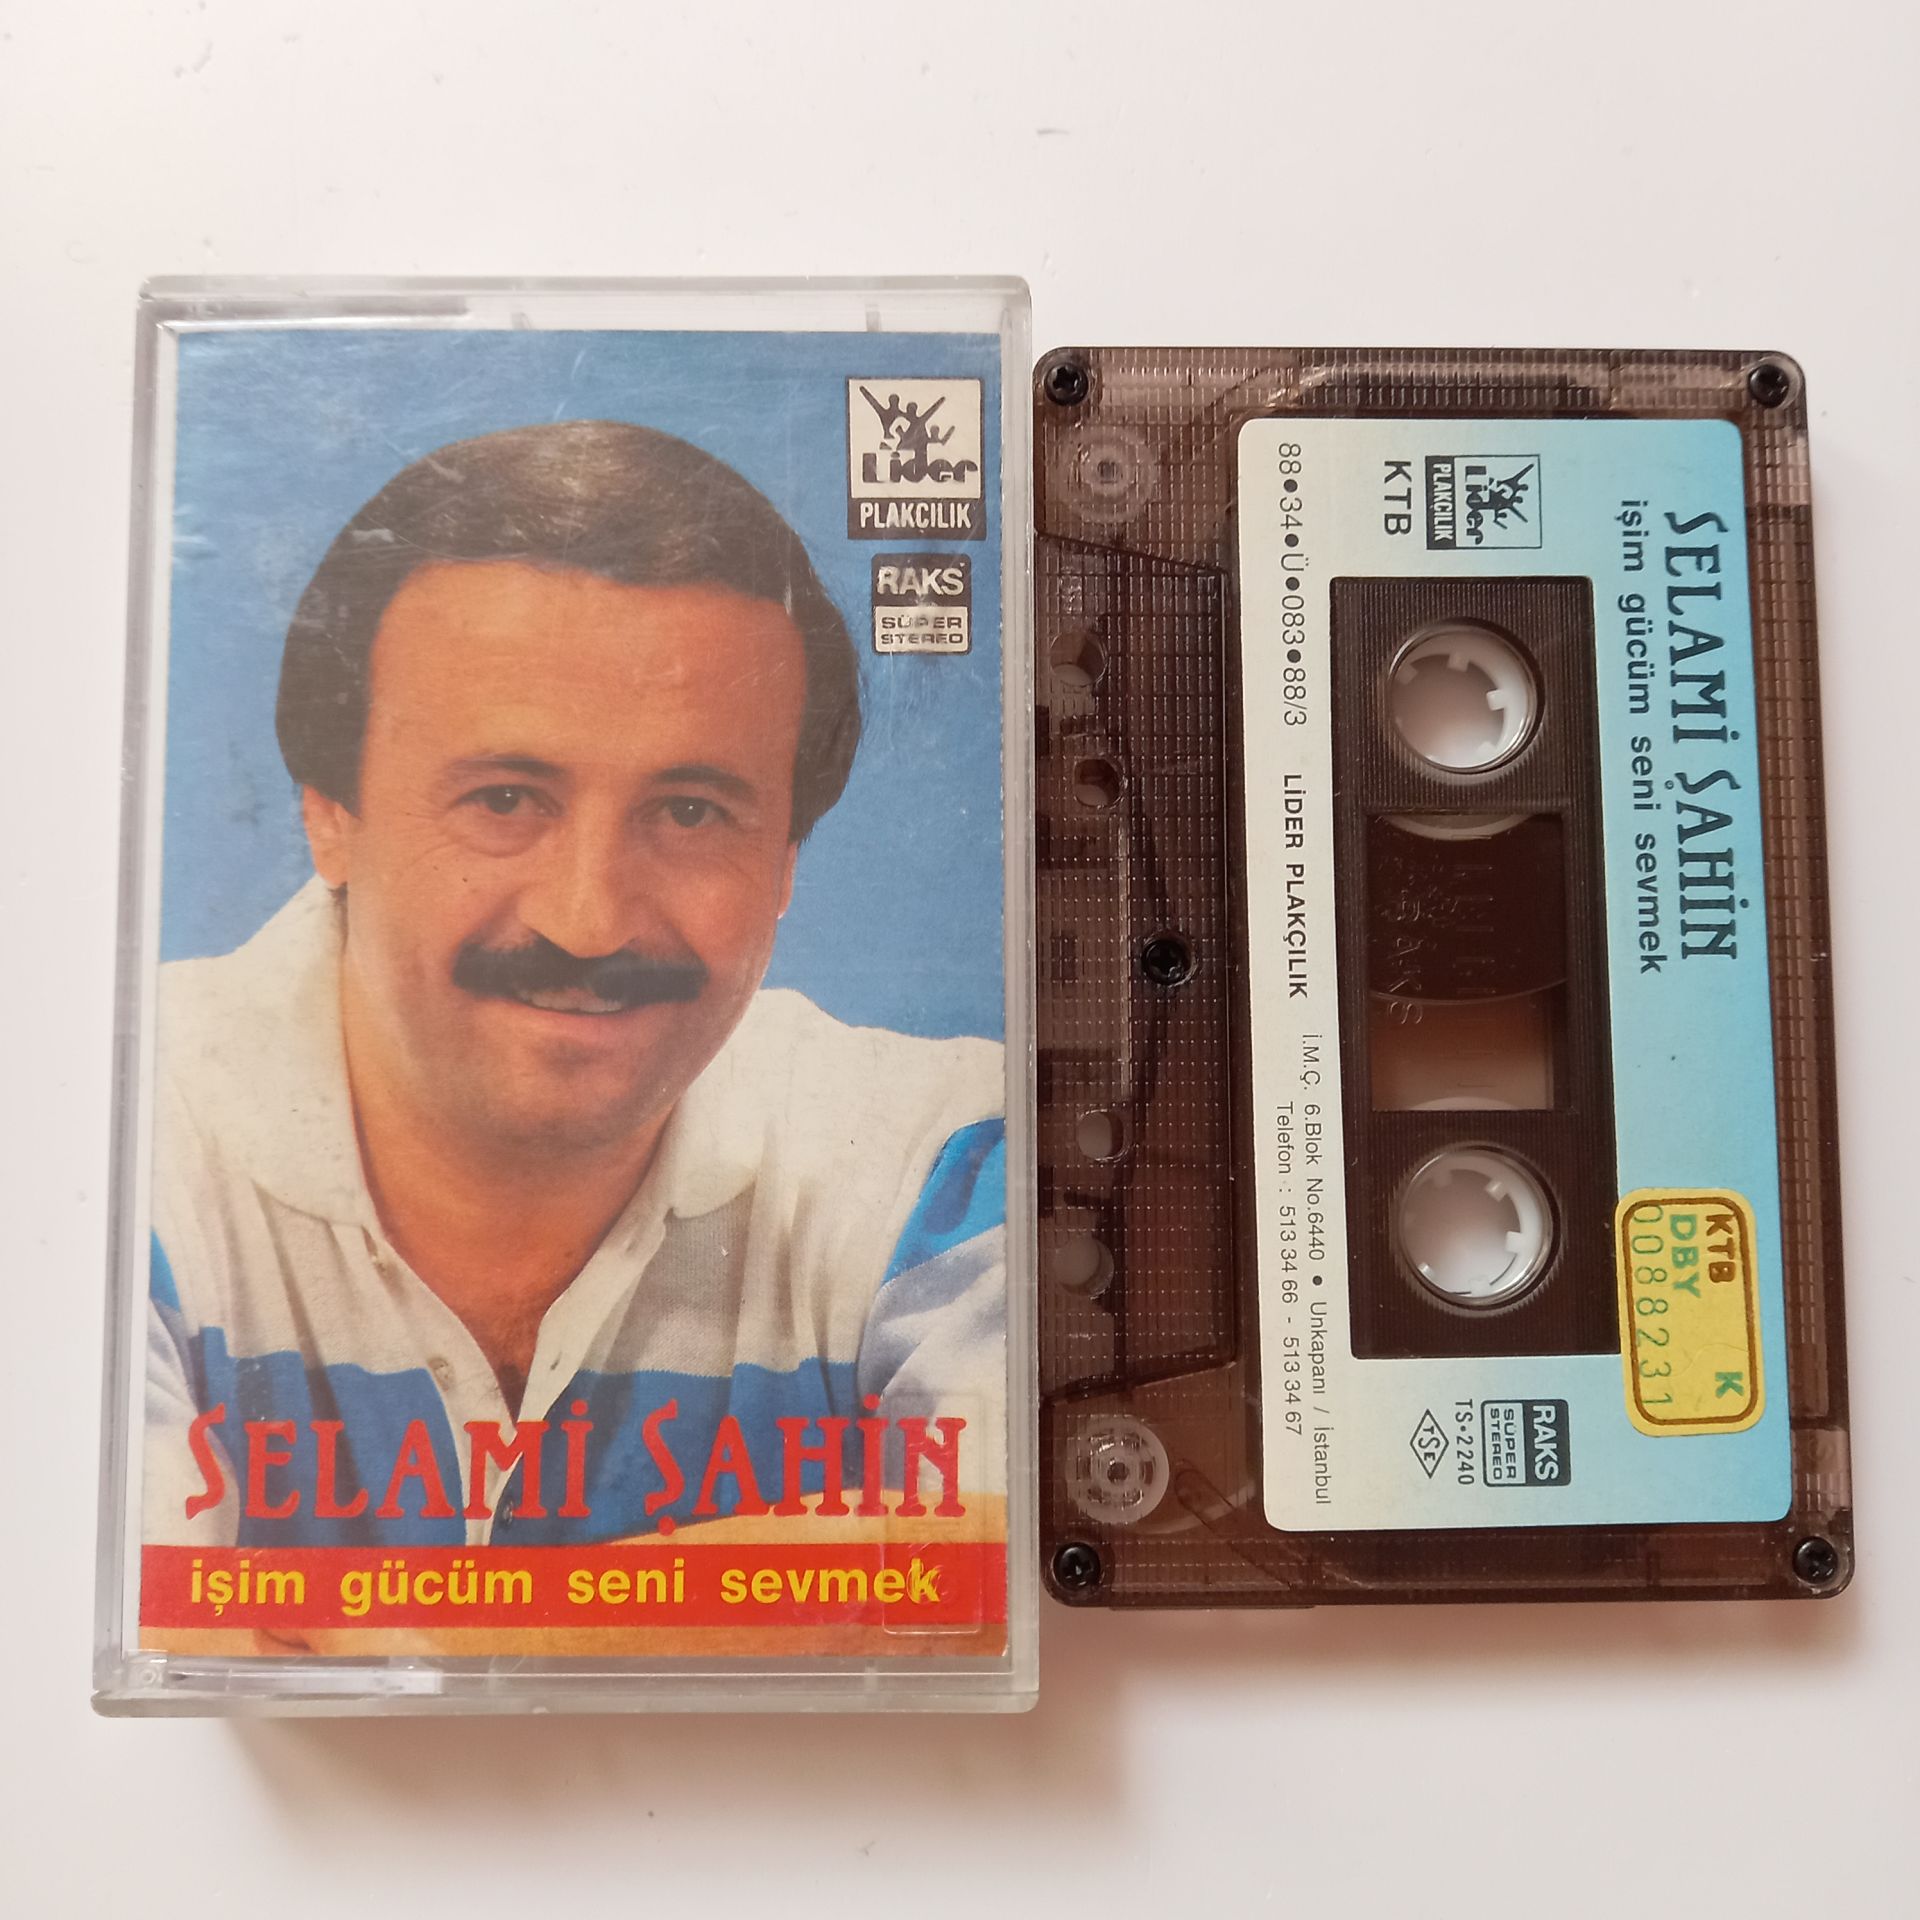 Lider
PLAKÇILIK
RAKS
SÜPER
STEREO
SELAMİ ŞAHİN
işim gücüm seni sevmek
SELAMİ ŞAHİN
işim gücüm seni sevmek
Lider
PLAKÇILIK
KTB
88•34•Ü•083•88/3
LİDER PLAKÇILIK
İ.M.Ç. 6.Blok No.6440 • Unkapanı / İstanbul
Telefon : 513 34 66 - 513 34 67
RAKS
SÜPER
STEREO
TS•2240
TSE
KTB K
DBY
0088231
RAKS